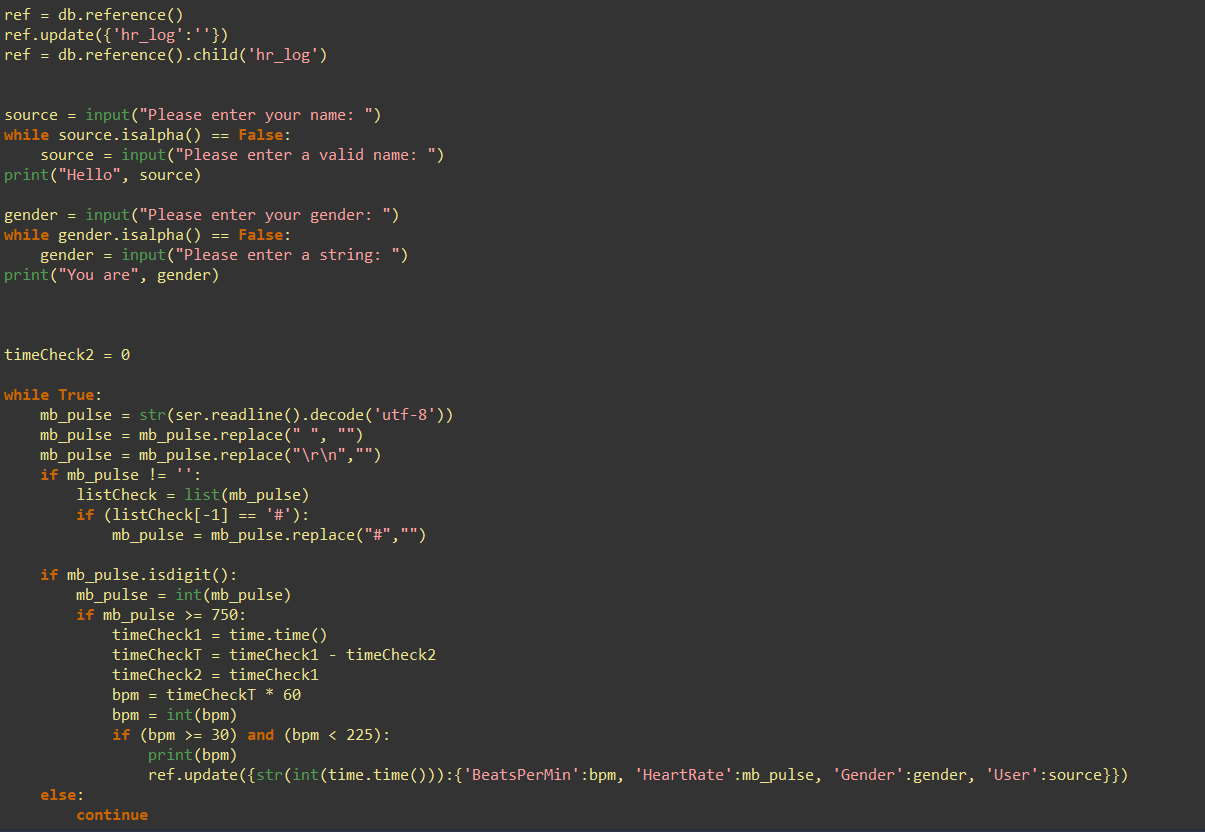 ref = db.reference()
ref.update({'hr_log':''})
ref = db.reference().child('hr_log')
source = input("Please enter your name: ")
while source.isalpha() == False:
    source = input("Please enter a valid name: ")
print("Hello", source)
gender = input("Please enter your gender: ")
while gender.isalpha() == False:
    gender = input("Please enter a string: ")
print("You are", gender)
timeCheck2 = 0
while True:
    mb_pulse = str(ser.readline().decode('utf-8'))
    mb_pulse = mb_pulse.replace(" ", "")
    mb_pulse = mb_pulse.replace("\r\n","")
    if mb_pulse != '':
        listCheck = list(mb_pulse)
        if (listCheck[-1] == '#'):
            mb_pulse = mb_pulse.replace("#","")
    if mb_pulse.isdigit():
        mb_pulse = int(mb_pulse)
        if mb_pulse >= 750:
            timeCheck1 = time.time()
            timeCheckT = timeCheck1 - timeCheck2
            timeCheck2 = timeCheck1
            bpm = timeCheckT * 60
            bpm = int(bpm)
            if (bpm >= 30) and (bpm < 225):
                print(bpm)
                ref.update({str(int(time.time())):{'BeatsPerMin':bpm, 'HeartRate':mb_pulse, 'Gender':gender, 'User':source}})
    else:
        continue